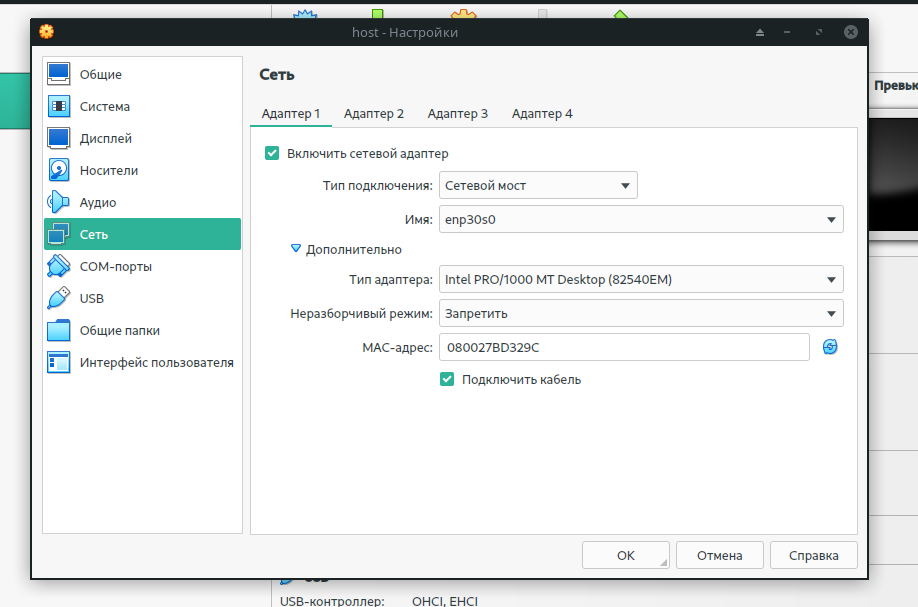 host - Настройки
Общие
Система
Дисплей
Носители
Аудио
Сеть
COM-порты
USB
Общие папки
Интерфейс пользователя
Сеть
Адаптер 1 Адаптер 2 Адаптер 3 Адаптер 4
Включить сетевой адаптер
Тип подключения: Сетевой мост
Имя: enp30s0
Дополнительно
Тип адаптера: Intel PRO/1000 MT Desktop (82540EM)
Неразборчивый режим: Запретить
MAC-адрес: 080027BD329C
Подключить кабель
OK Отмена Справка
Превью
USB-контроллер: OHCI, EHCI